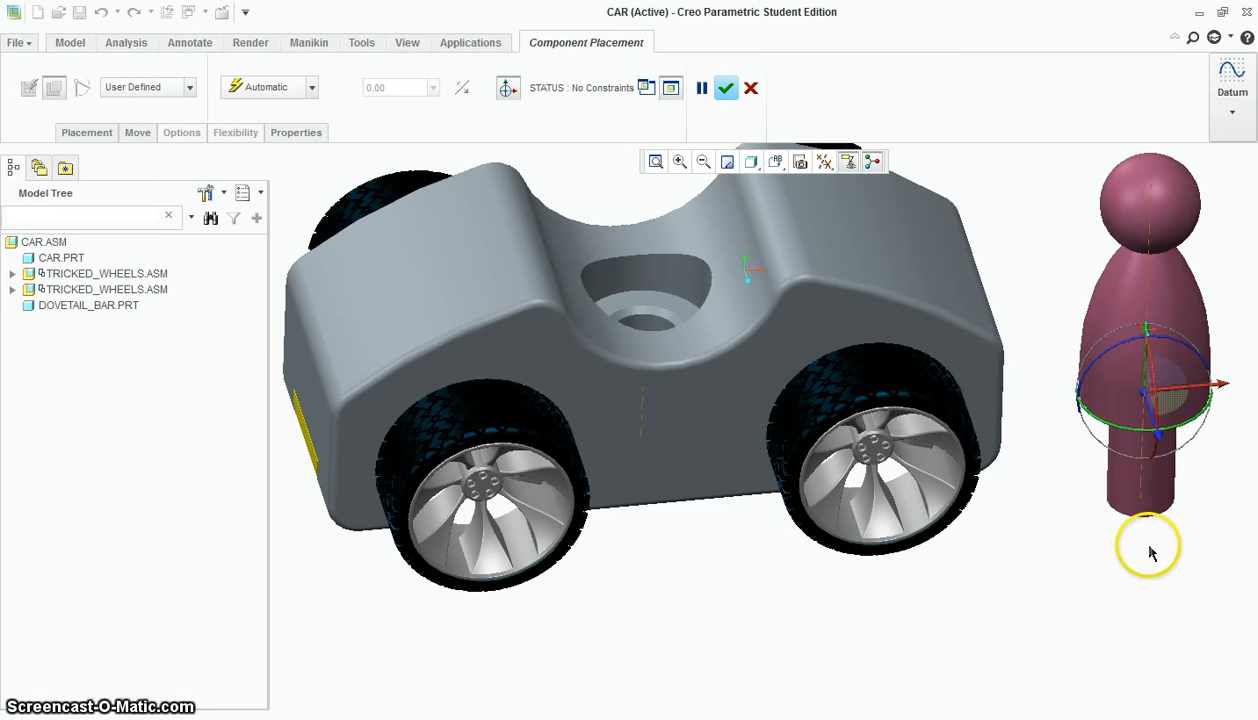 CAR (Active) - Creo Parametric Student Edition
File Model Analysis Annotate Render Manikin Tools View Applications Component Placement
User Defined Automatic 0.00 STATUS : No Constraints
Datum
Placement Move Options Flexibility Properties
Model Tree
CAR.ASM
CAR.PRT
TRICKED_WHEELS.ASM
TRICKED_WHEELS.ASM
DOVETAIL_BAR.PRT
Screencast-O-Matic.com